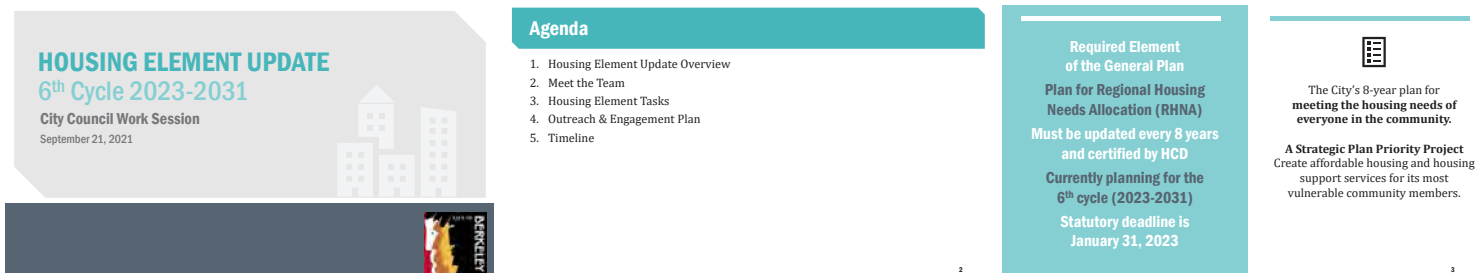 HOUSING ELEMENT UPDATE
6th Cycle 2023-2031
City Council Work Session
September 21, 2021
BERKELEY
Agenda
1. Housing Element Update Overview
2. Meet the Team
3. Housing Element Tasks
4. Outreach & Engagement Plan
5. Timeline
2
Required Element
of the General Plan
Plan for Regional Housing
Needs Allocation (RHNA)
Must be updated every 8 years
and certified by HCD
Currently planning for the
6th cycle (2023-2031)
Statutory deadline is
January 31, 2023
The City's 8-year plan for
meeting the housing needs of
everyone in the community.
A Strategic Plan Priority Project
Create affordable housing and housing
support services for its most
vulnerable community members.
3